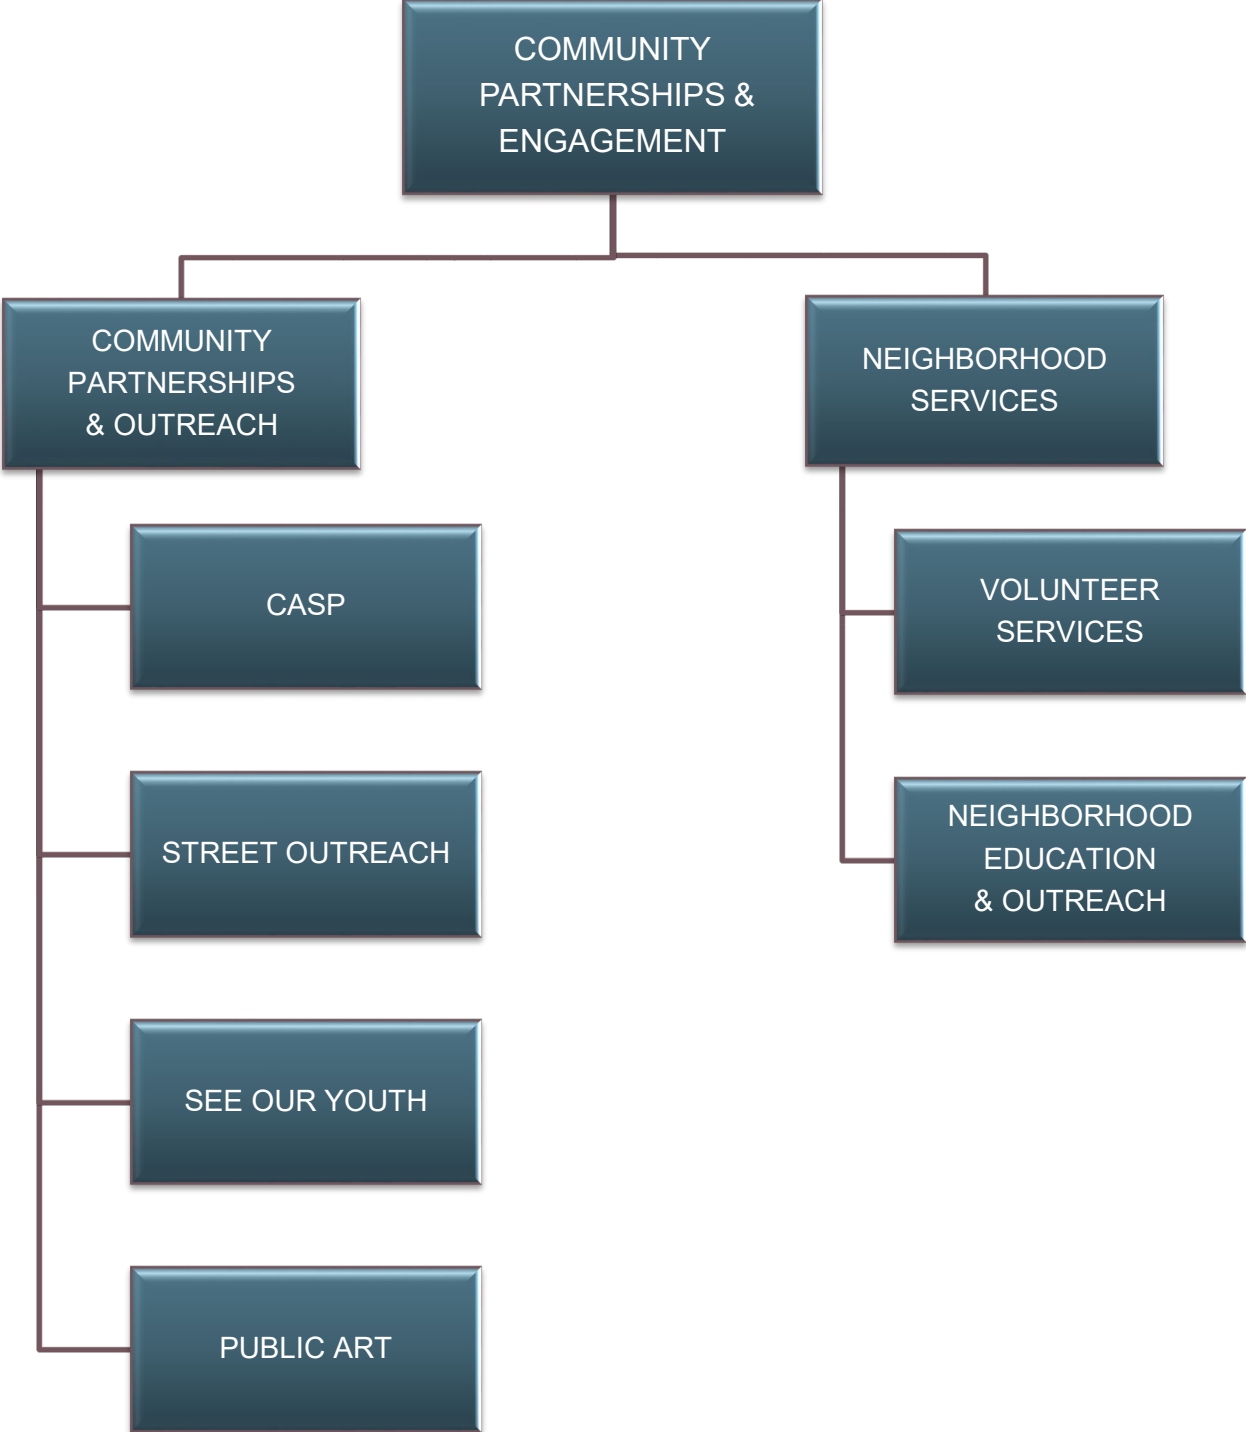 COMMUNITY
PARTNERSHIPS &
ENGAGEMENT
COMMUNITY
PARTNERSHIPS
& OUTREACH
CASP
STREET OUTREACH
SEE OUR YOUTH
PUBLIC ART
NEIGHBORHOOD
SERVICES
VOLUNTEER
SERVICES
NEIGHBORHOOD
EDUCATION
& OUTREACH